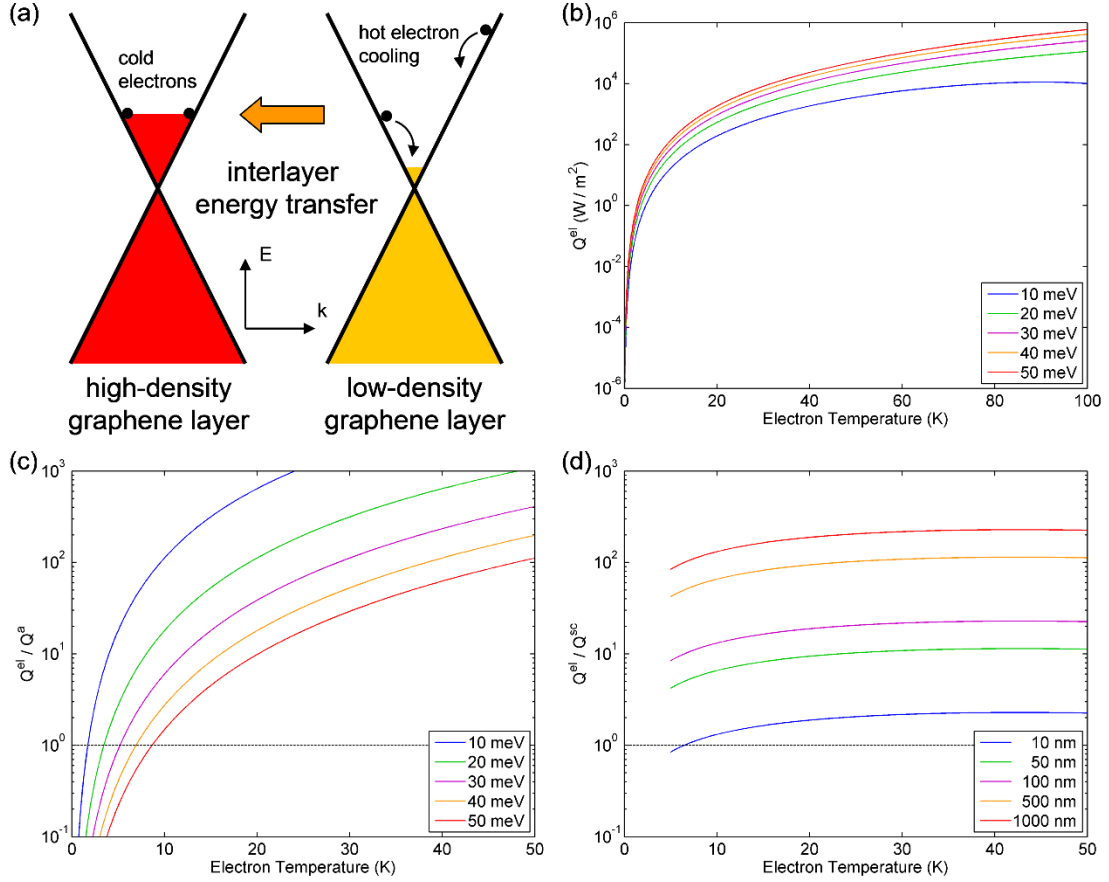 (a)
cold
electrons
hot electron
cooling
interlayer
energy transfer
E
k
high-density
graphene layer
low-density
graphene layer
(b)
10^6
10^4
10^2
10^0
10^-2
10^-4
10^-6
Q^el (W / m^2)
0 20 40 60 80 100
Electron Temperature (K)
10 meV
20 meV
30 meV
40 meV
50 meV
(c)
10^3
10^2
10^1
10^0
10^-1
Q^el / Q^a
0 10 20 30 40 50
Electron Temperature (K)
10 meV
20 meV
30 meV
40 meV
50 meV
(d)
10^3
10^2
10^1
10^0
10^-1
Q^el / Q^sc
0 10 20 30 40 50
Electron Temperature (K)
10 nm
50 nm
100 nm
500 nm
1000 nm